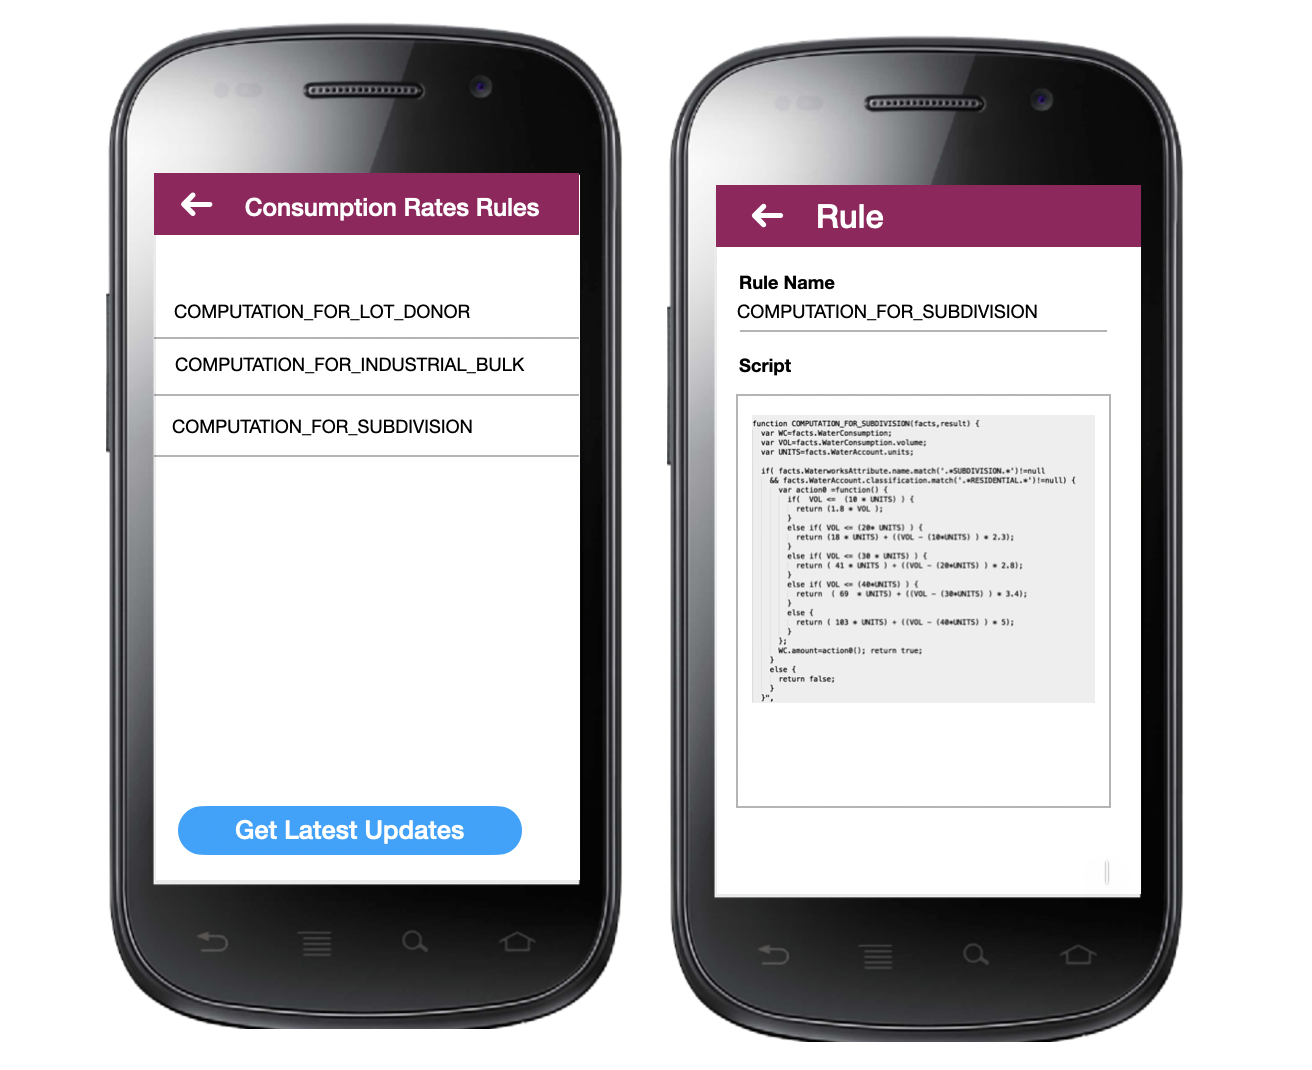 Consumption Rates Rules
COMPUTATION_FOR_LOT_DONOR
COMPUTATION_FOR_INDUSTRIAL_BULK
COMPUTATION_FOR_SUBDIVISION
Get Latest Updates
Rule
Rule Name
COMPUTATION_FOR_SUBDIVISION
Script
function COMPUTATION_FOR_SUBDIVISION(facts,result) {
var WC=facts.WaterConsumption;
var VOL=facts.WaterConsumption.volume;
var UNITS=facts.WaterAccount.units;
if( facts.WaterworksAttribute.name.match('.*SUBDIVISION.*')!=null
&& facts.WaterAccount.classification.match('.*RESIDENTIAL.*')!=null) {
var action0 =function() {
if( VOL <= (10 * UNITS) ) {
return (1.8 * VOL );
}
else if( VOL <= (20* UNITS) ) {
return (18 * UNITS) + ((VOL - (10*UNITS) ) * 2.3);
}
else if( VOL <= (30 * UNITS) ) {
return ( 41 * UNITS ) + ((VOL - (20*UNITS) ) * 2.8);
}
else if( VOL <= (40*UNITS) ) {
return ( 69 * UNITS) + ((VOL - (30*UNITS) ) * 3.4);
}
else {
return ( 103 * UNITS) + ((VOL - (40*UNITS) ) * 5);
}
};
WC.amount=action0(); return true;
}
else {
return false;
}
}",